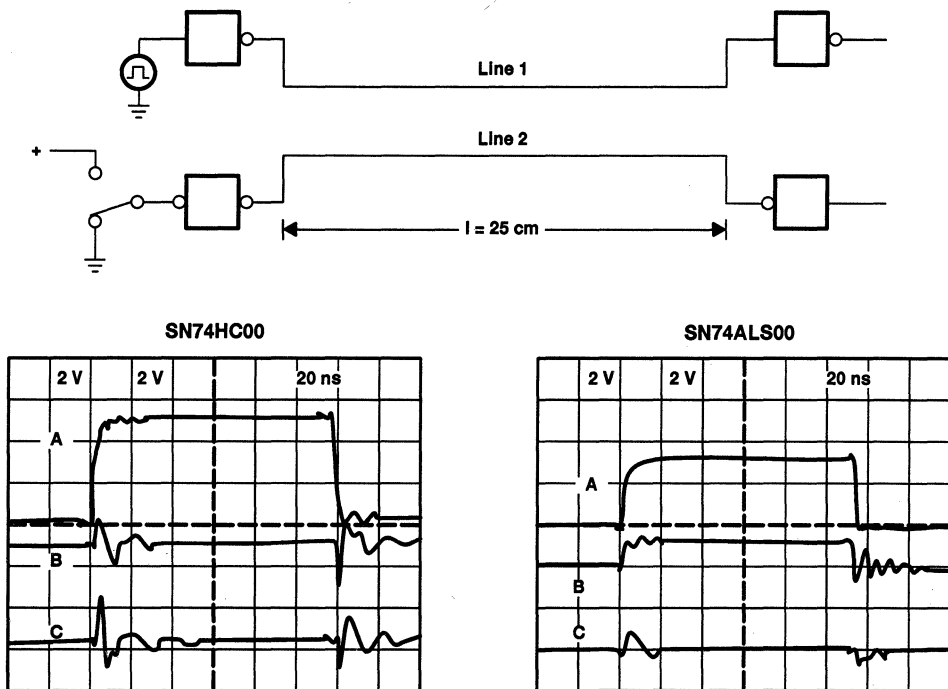 Line 1
Line 2
+
l = 25 cm
SN74HC00
2 V 2 V 20 ns
A
B
C
SN74ALS00
2 V 2 V 20 ns
A
B
C